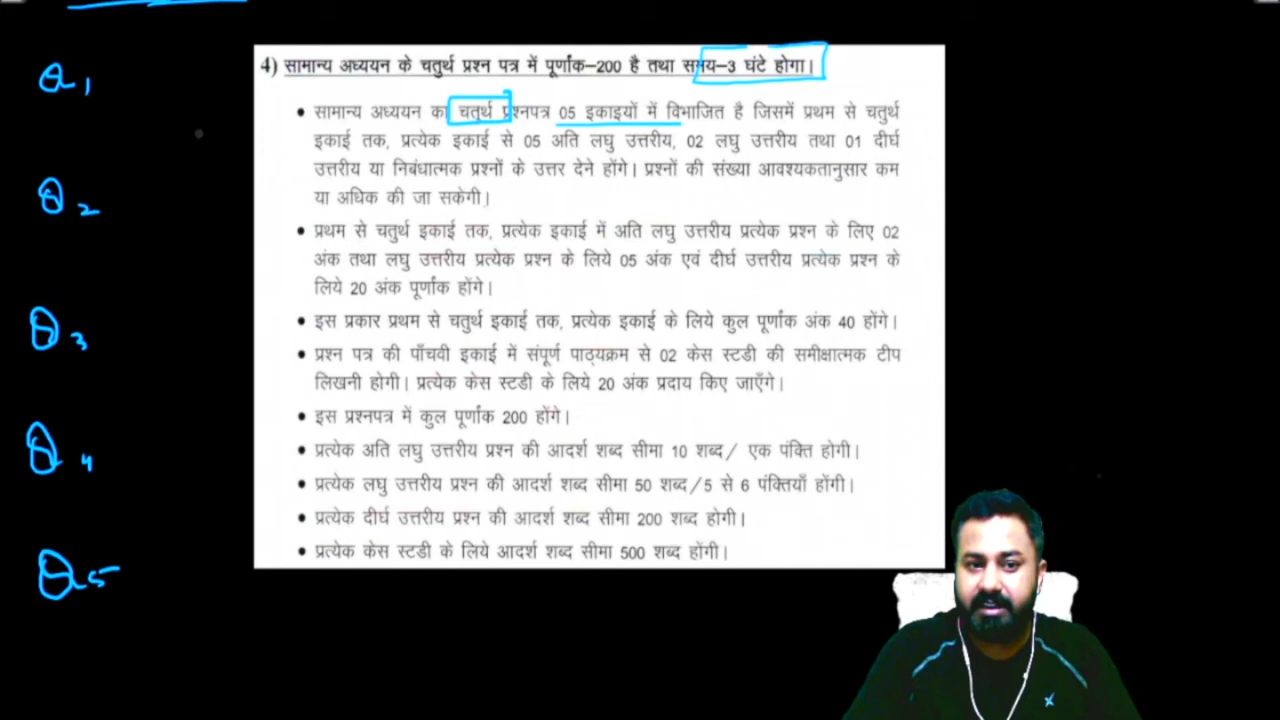 4) सामान्य अध्ययन के चतुर्थ प्रश्न पत्र में पूर्णांक–200 है तथा समय–3 घंटे होगा।
Q1
• सामान्य अध्ययन का चतुर्थ प्रश्नपत्र 05 इकाइयों में विभाजित है जिसमें प्रथम से चतुर्थ
इकाई तक, प्रत्येक इकाई से 05 अति लघु उत्तरीय, 02 लघु उत्तरीय तथा 01 दीर्घ
उत्तरीय या निबंधात्मक प्रश्नों के उत्तर देने होंगे। प्रश्नों की संख्या आवश्यकतानुसार कम
या अधिक की जा सकेगी।
Q2
• प्रथम से चतुर्थ इकाई तक, प्रत्येक इकाई में अति लघु उत्तरीय प्रत्येक प्रश्न के लिए 02
अंक तथा लघु उत्तरीय प्रत्येक प्रश्न के लिये 05 अंक एवं दीर्घ उत्तरीय प्रत्येक प्रश्न के
लिये 20 अंक पूर्णांक होंगे।
• इस प्रकार प्रथम से चतुर्थ इकाई तक, प्रत्येक इकाई के लिये कुल पूर्णांक अंक 40 होंगे।
Q3
• प्रश्न पत्र की पाँचवी इकाई में संपूर्ण पाठ्यक्रम से 02 केस स्टडी की समीक्षात्मक टीप
लिखनी होगी। प्रत्येक केस स्टडी के लिये 20 अंक प्रदाय किए जाएँगे।
• इस प्रश्नपत्र में कुल पूर्णांक 200 होंगे।
• प्रत्येक अति लघु उत्तरीय प्रश्न की आदर्श शब्द सीमा 10 शब्द/ एक पंक्ति होगी।
Q4
• प्रत्येक लघु उत्तरीय प्रश्न की आदर्श शब्द सीमा 50 शब्द/5 से 6 पंक्तियाँ होंगी।
• प्रत्येक दीर्घ उत्तरीय प्रश्न की आदर्श शब्द सीमा 200 शब्द होगी।
• प्रत्येक केस स्टडी के लिये आदर्श शब्द सीमा 500 शब्द होंगी।
Q5